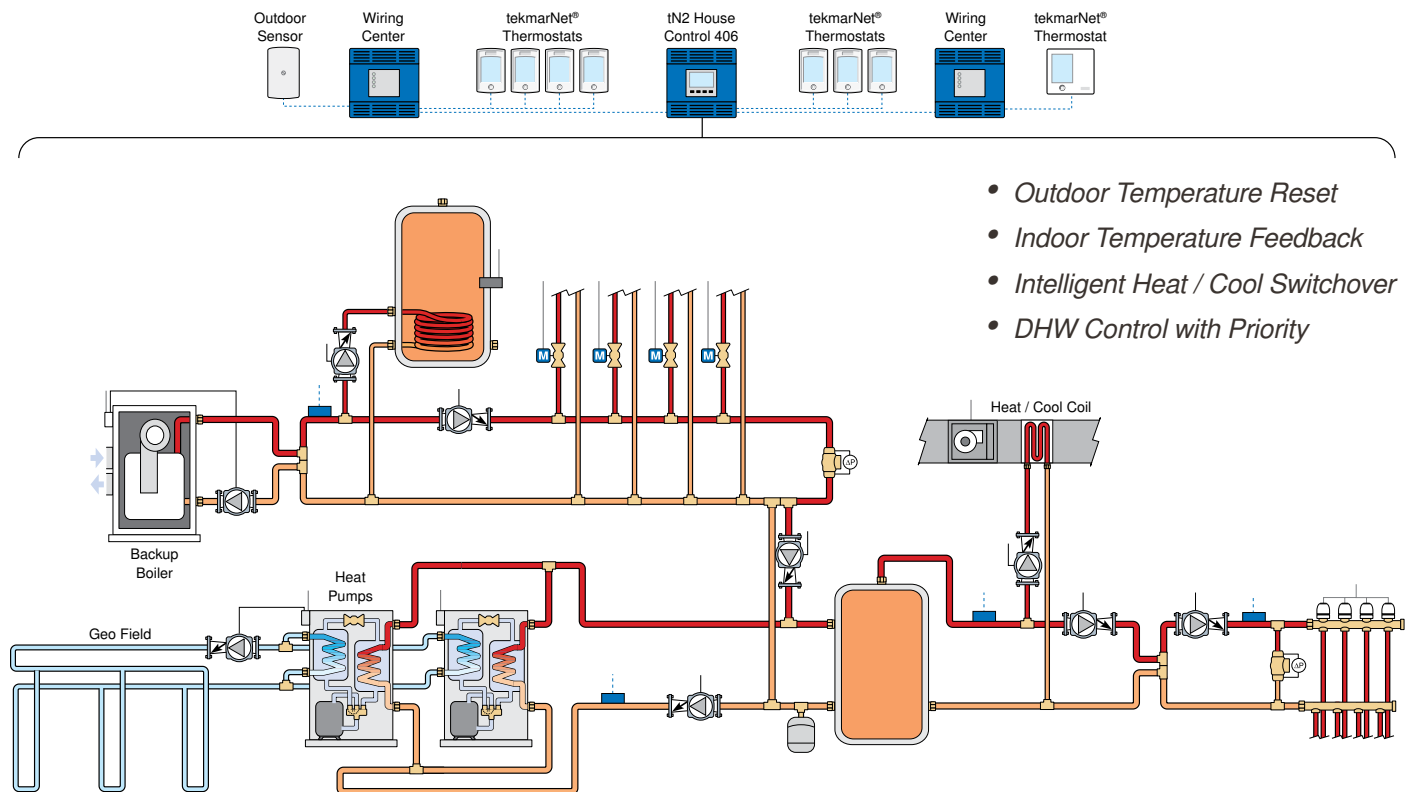 Outdoor
Sensor
Wiring
Center
tekmarNet®
Thermostats
tN2 House
Control 406
tekmarNet®
Thermostats
Wiring
Center
tekmarNet®
Thermostat
• Outdoor Temperature Reset
• Indoor Temperature Feedback
• Intelligent Heat / Cool Switchover
• DHW Control with Priority
M
M
M
M
Heat / Cool Coil
ΔP
Backup
Boiler
Heat
Pumps
Geo Field
ΔP